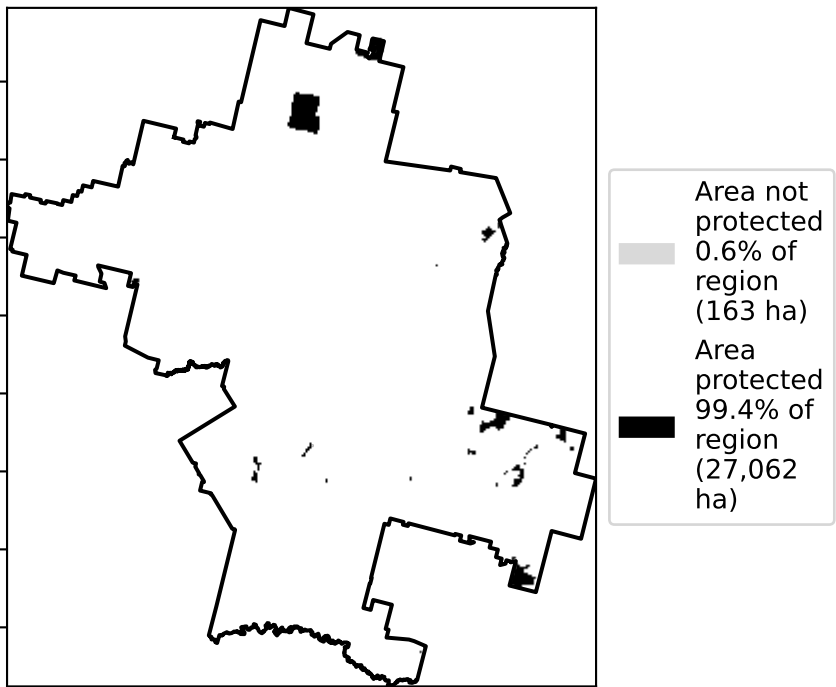 Area not
protected
0.6% of
region
(163 ha)
Area
protected
99.4% of
region
(27,062
ha)